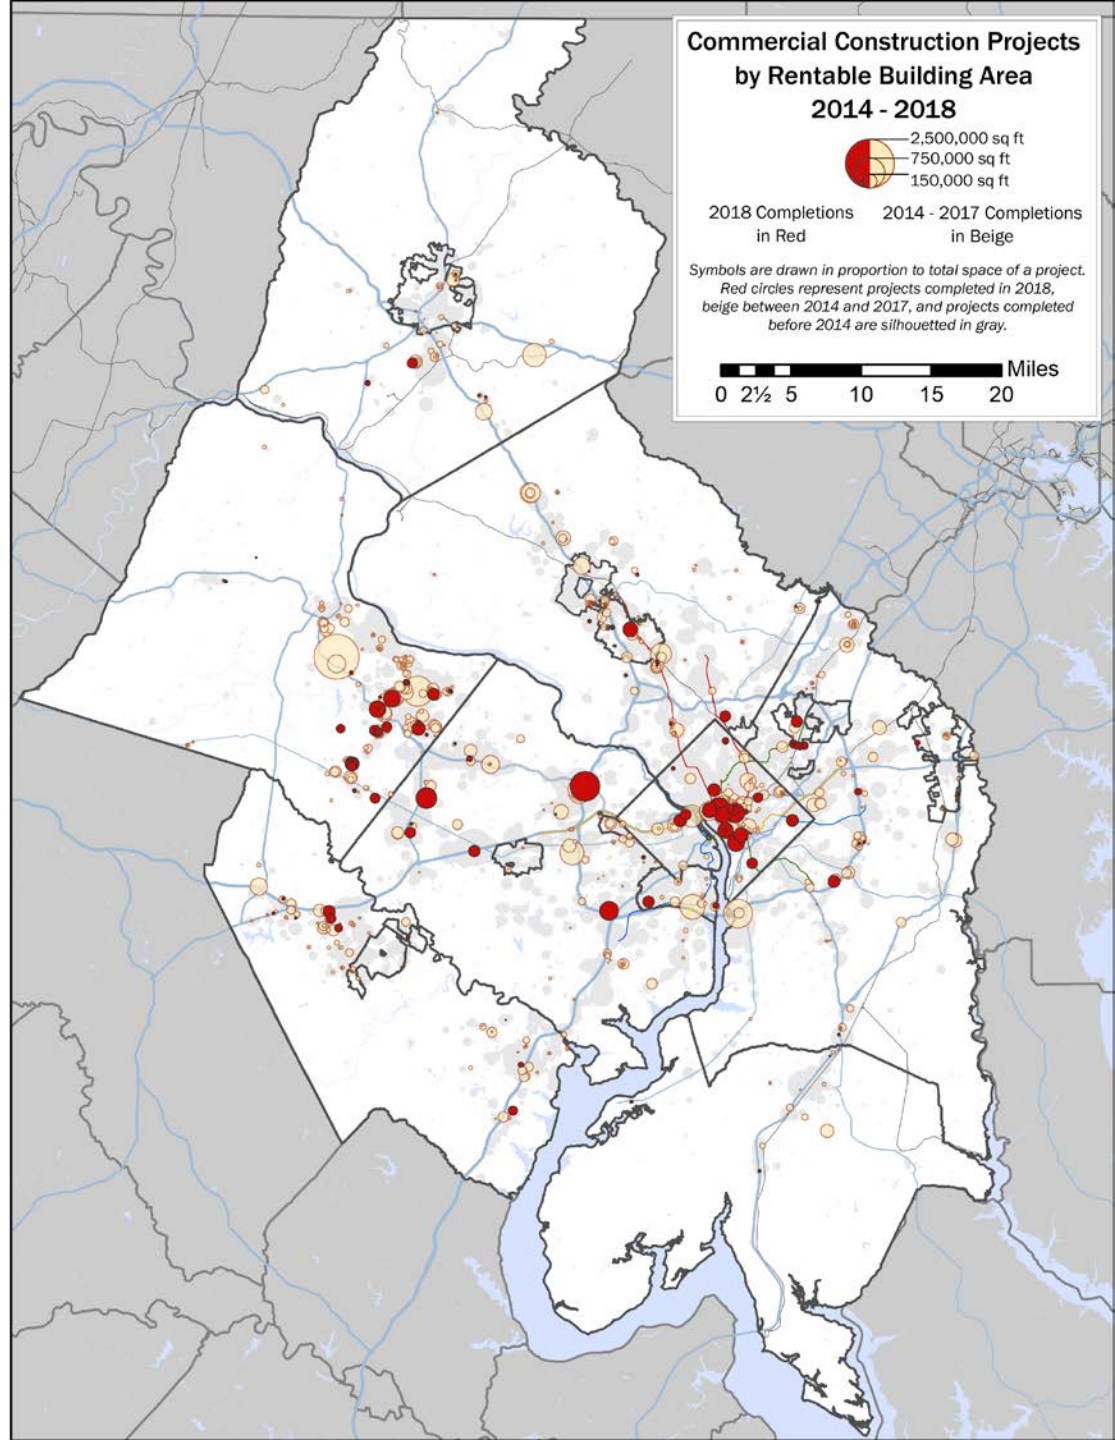 Commercial Construction Projects
by Rentable Building Area
2014 - 2018
2,500,000 sq ft
750,000 sq ft
150,000 sq ft
2018 Completions
in Red
2014 - 2017 Completions
in Beige
Symbols are drawn in proportion to total space of a project.
Red circles represent projects completed in 2018,
beige between 2014 and 2017, and projects completed
before 2014 are silhouetted in gray.
Miles
0 2½ 5 10 15 20